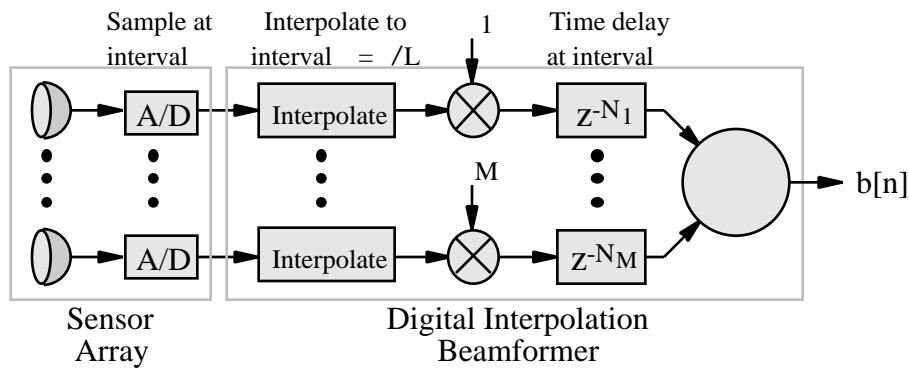 Sample at
interval
Interpolate to
interval = /L
1
Time delay
at interval
A/D
Interpolate
z-N1
M
b[n]
A/D
Interpolate
z-NM
Sensor
Array
Digital Interpolation
Beamformer